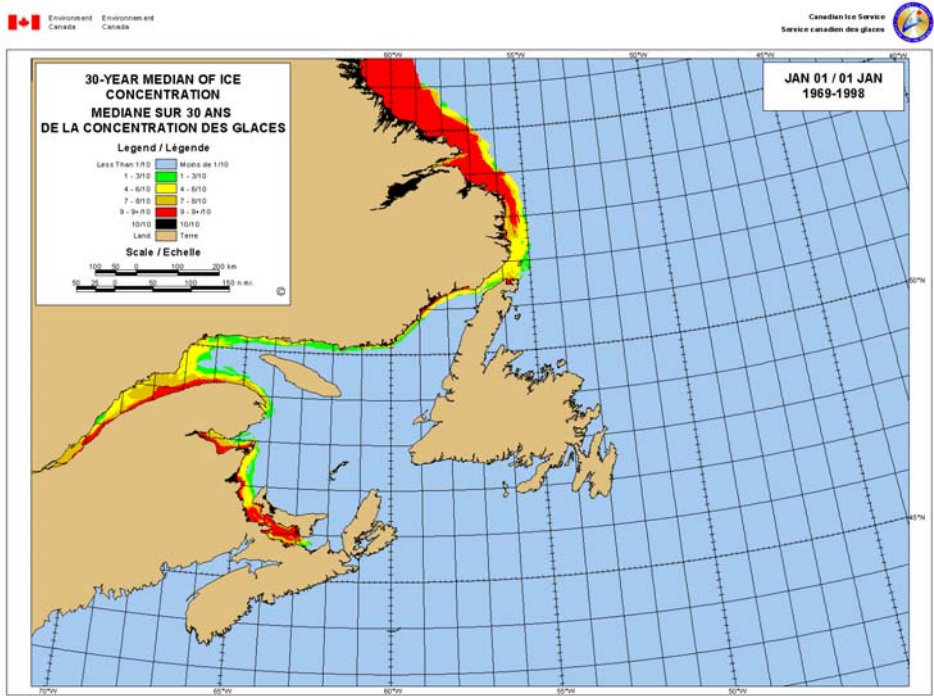 Environment Environnement
Canada Canada
Canadian Ice Service
Service canadien des glaces
60°W 55°W 50°W 45°W 40°W
30-YEAR MEDIAN OF ICE
CONCENTRATION
MEDIANE SUR 30 ANS
DE LA CONCENTRATION DES GLACES
Legend / Légende
Less Than 1/10 Moins de 1/10
1 - 3/10 1 - 3/10
4 - 6/10 4 - 6/10
7 - 8/10 7 - 8/10
9 - 9+/10 9 - 9+/10
10/10 10/10
Land Terre
Scale / Echelle
100 50 0 100 200 km
50 25 0 50 100 150 n.mi.
©
JAN 01 / 01 JAN
1969-1998
50°N
45°N
70°W 65°W 60°W 55°W 50°W